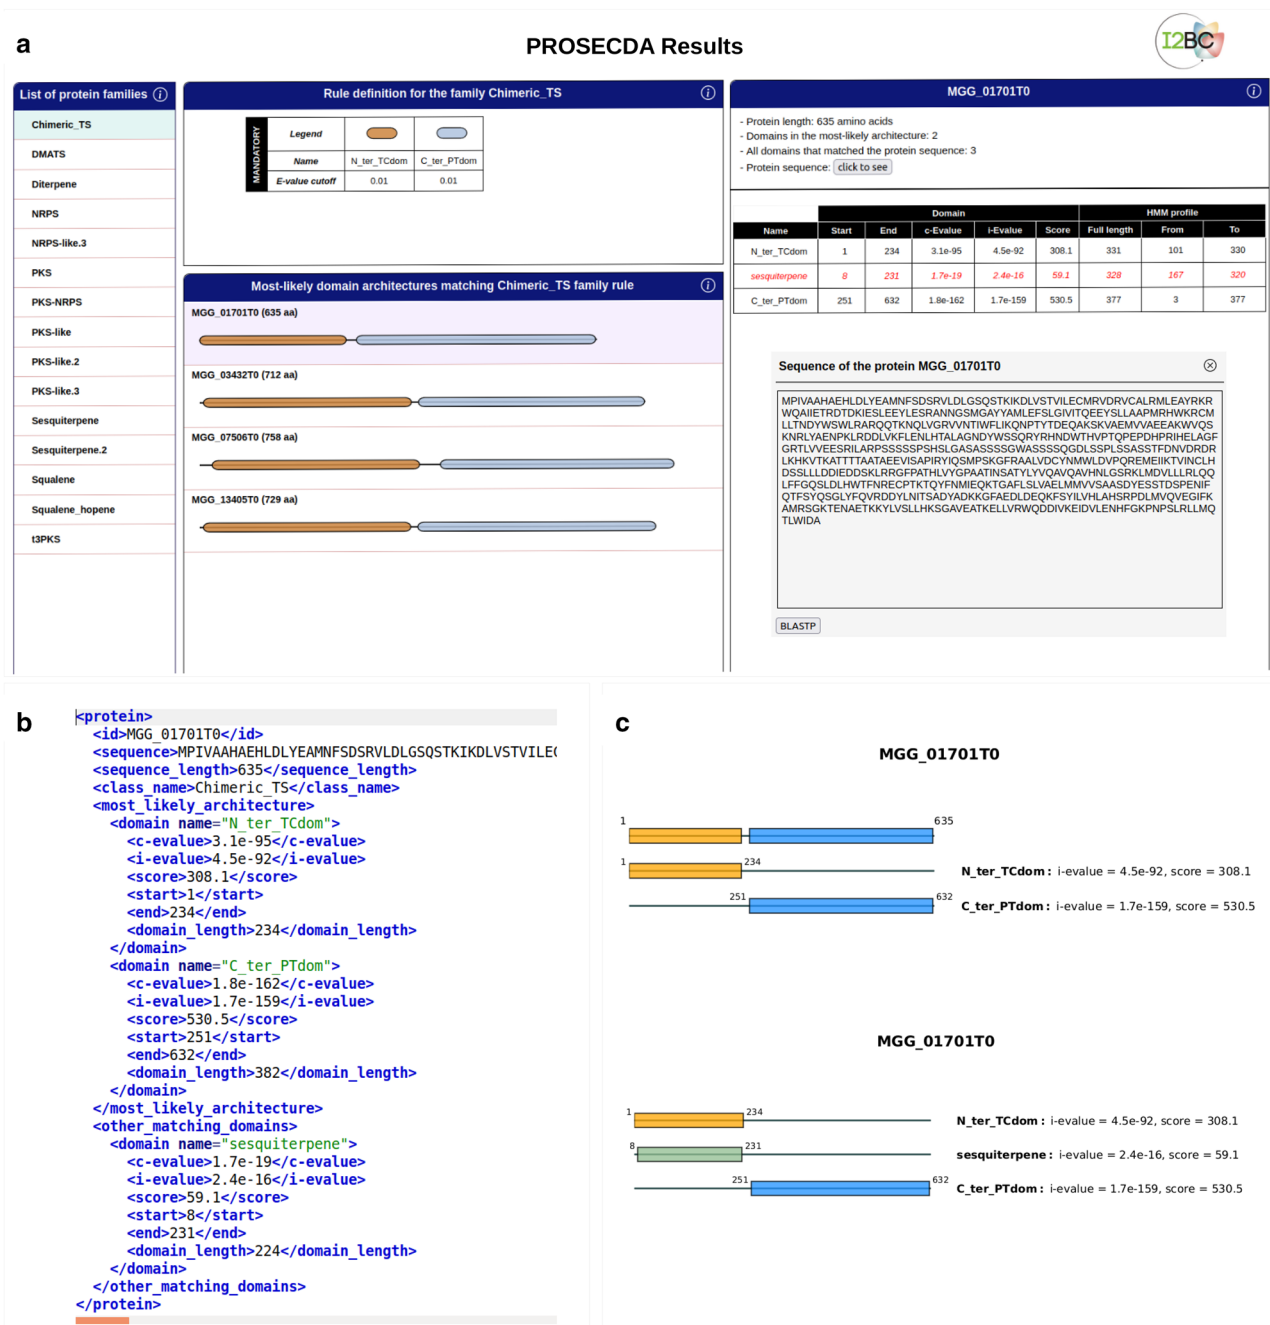 a
PROSECDA Results
I2BC
List of protein families i
Chimeric_TS
DMATS
Diterpene
NRPS
NRPS-like.3
PKS
PKS-NRPS
PKS-like
PKS-like.2
PKS-like.3
Sesquiterpene
Sesquiterpene.2
Squalene
Squalene_hopene
t3PKS
Rule definition for the family Chimeric_TS i
MANDATORY
Legend
Name N_ter_TCdom C_ter_PTdom
E-value cutoff 0.01 0.01
Most-likely domain architectures matching Chimeric_TS family rule i
MGG_01701T0 (635 aa)
MGG_03432T0 (712 aa)
MGG_07506T0 (758 aa)
MGG_13405T0 (729 aa)
MGG_01701T0 i
- Protein length: 635 amino acids
- Domains in the most-likely architecture: 2
- All domains that matched the protein sequence: 3
- Protein sequence: click to see
Domain HMM profile
Name Start End c-Evalue i-Evalue Score Full length From To
N_ter_TCdom 1 234 3.1e-95 4.5e-92 308.1 331 101 330
sesquiterpene 8 231 1.7e-19 2.4e-16 59.1 328 167 320
C_ter_PTdom 251 632 1.8e-162 1.7e-159 530.5 377 3 377
Sequence of the protein MGG_01701T0
MPIVAAHAEHLDLYEAMNFSDSRVLDLGSQSTKIKDLVSTVILECMRVDRVCALRMLEAYRKR
WQAIIETRDTDKIESLEEYLESRANNGSMGAYYAMLEFSLGIVITQEEYSLLAAPMRHWKRCM
LLTNDYWSWLRARQQTKNQLVGRVVNTIWFLIKQNPTYTDEQAKSKVAEMVVAEEAKWVQS
KNRLYAENPKLRDDLVKFLENLHTALAGNDYWSSQRYRHNDWTHVPTQPEPDHPRIHELAGF
GRTLVVEESRILARPSSSSSPSHSLGASASSSSGWASSSSQGDLSSPLSSASSTFDNVDRDR
LKHKVTKATTTTAATAEEVISAPIRYIQSMPSKGFRAALVDCYNMWLDVPQREMEIIKTVINCLH
DSSLLLDDIEDDSKLRRGFPATHLVYGPAATINSATYLYVQAVQAVHNLGSRKLMDVLLLRLQQ
LFFGQSLDLHWTFNRECPTKTQYFNMIEQKTGAFLSLVAELMMVVSAASDYESSTDSPENIF
QTFSYQSGLYFQVRDDYLNITSADYADKKGFAEDLDEQKFSYILVHLAHSRPDLMVQVEGIFK
AMRSGKTENAETKKYLVSLLHKSGAVEATKELLVRWQDDIVKEIDVLENHFGKPNPSLRLLMQ
TLWIDA
BLASTP
b
<protein>
<id>MGG_01701T0</id>
<sequence>MPIVAAHAEHLDLYEAMNFSDSRVLDLGSQSTKIKDLVSTVILEC
<sequence_length>635</sequence_length>
<class_name>Chimeric_TS</class_name>
<most_likely_architecture>
<domain name="N_ter_TCdom">
<c-evalue>3.1e-95</c-evalue>
<i-evalue>4.5e-92</i-evalue>
<score>308.1</score>
<start>1</start>
<end>234</end>
<domain_length>234</domain_length>
</domain>
<domain name="C_ter_PTdom">
<c-evalue>1.8e-162</c-evalue>
<i-evalue>1.7e-159</i-evalue>
<score>530.5</score>
<start>251</start>
<end>632</end>
<domain_length>382</domain_length>
</domain>
</most_likely_architecture>
<other_matching_domains>
<domain name="sesquiterpene">
<c-evalue>1.7e-19</c-evalue>
<i-evalue>2.4e-16</i-evalue>
<score>59.1</score>
<start>8</start>
<end>231</end>
<domain_length>224</domain_length>
</domain>
</other_matching_domains>
</protein>
c
MGG_01701T0
1 635
1 234 N_ter_TCdom : i-evalue = 4.5e-92, score = 308.1
251 632 C_ter_PTdom : i-evalue = 1.7e-159, score = 530.5
MGG_01701T0
1 234 N_ter_TCdom : i-evalue = 4.5e-92, score = 308.1
8 231 sesquiterpene : i-evalue = 2.4e-16, score = 59.1
251 632 C_ter_PTdom : i-evalue = 1.7e-159, score = 530.5